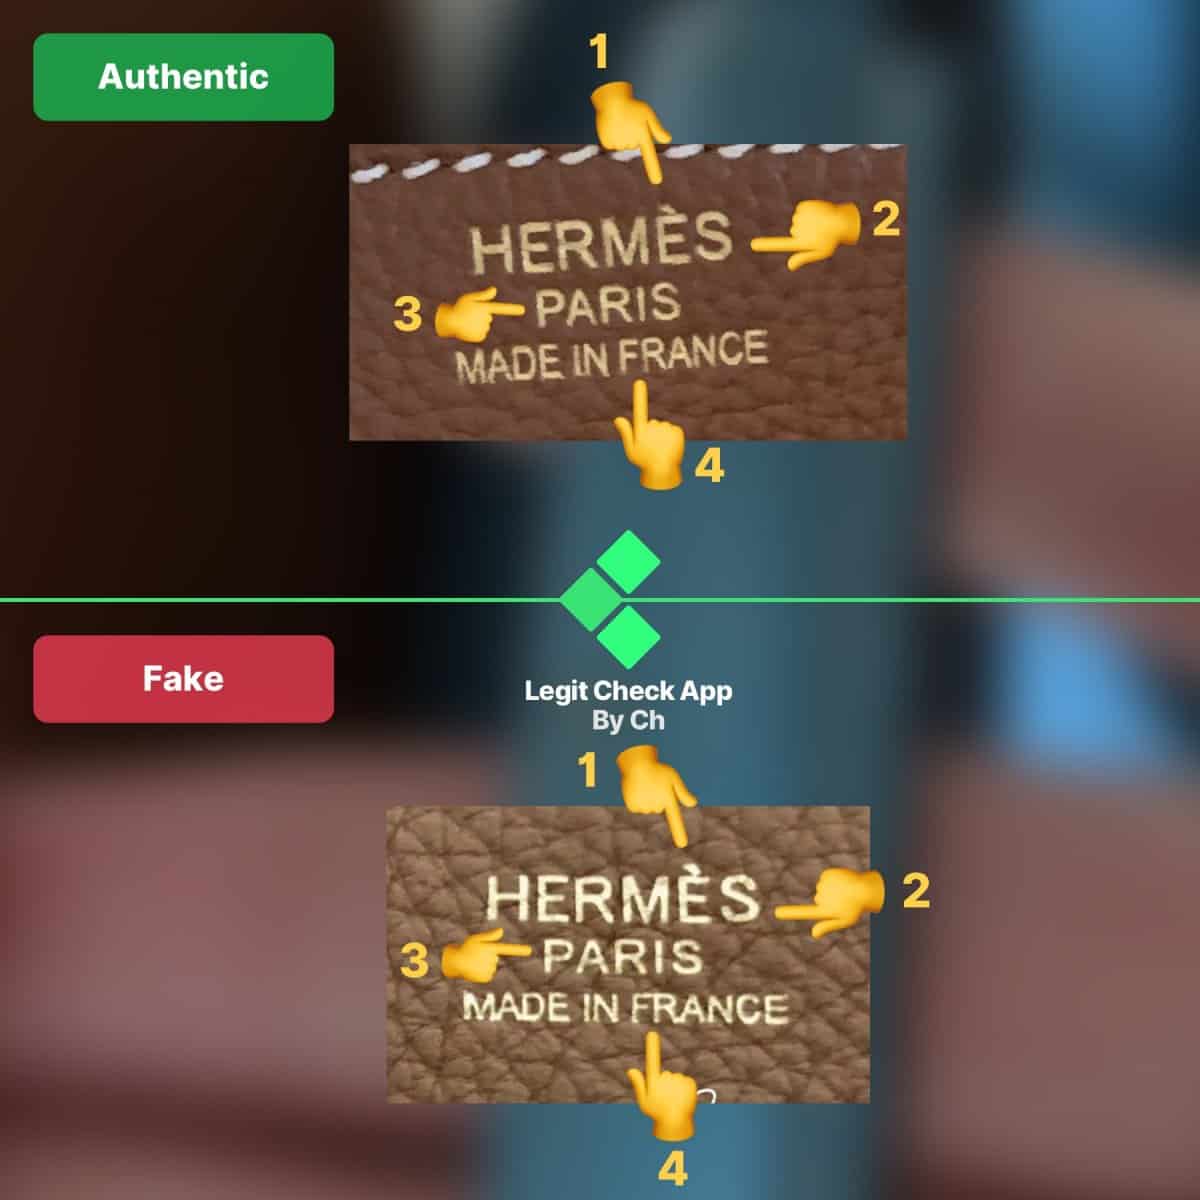 Authentic
1
HERMÈS
2
3
PARIS
MADE IN FRANCE
4
Fake
Legit Check App
By Ch
1
HERMÈS
2
3
PARIS
MADE IN FRANCE
4